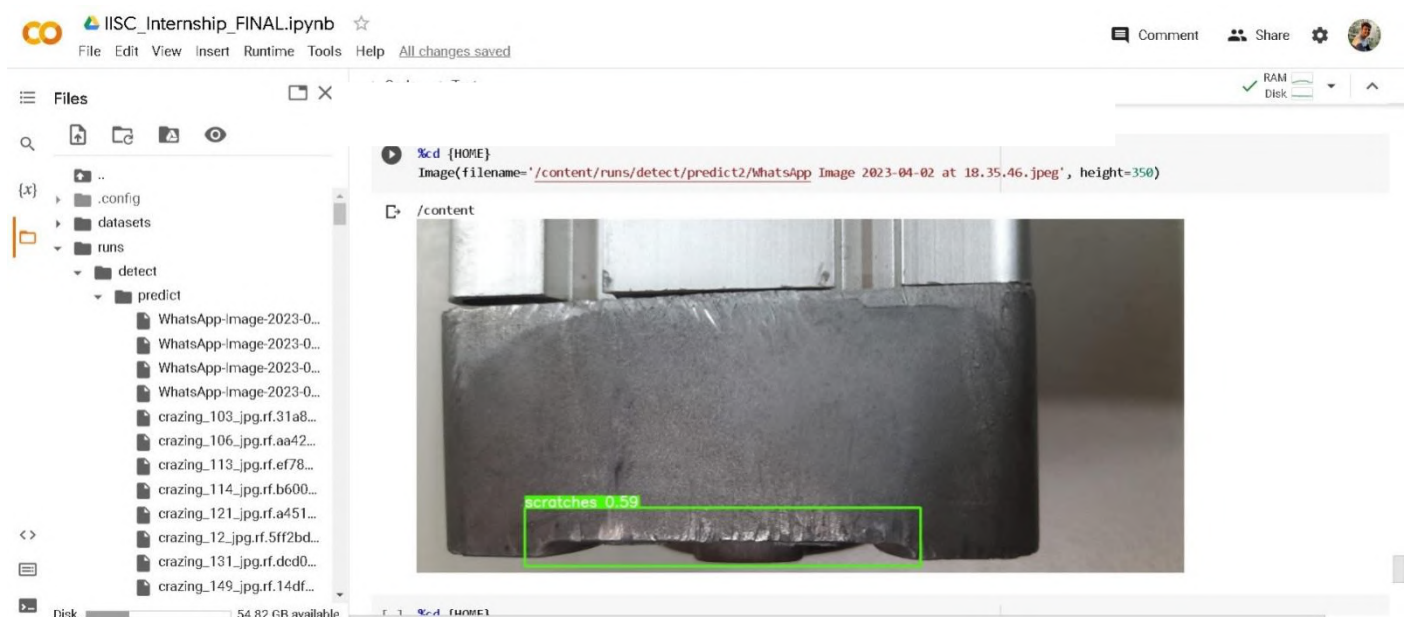 IISC_Internship_FINAL.ipynb
File Edit View Insert Runtime Tools Help All changes saved
Comment Share
RAM
Disk
Files
{x}
..
.config
datasets
runs
detect
predict
WhatsApp-Image-2023-0...
WhatsApp-Image-2023-0...
WhatsApp-Image-2023-0...
WhatsApp-Image-2023-0...
crazing_103_jpg.rf.31a8...
crazing_106_jpg.rf.aa42...
crazing_113_jpg.rf.ef78...
crazing_114_jpg.rf.b600...
crazing_121_jpg.rf.a451...
crazing_12_jpg.rf.5ff2bd...
crazing_131_jpg.rf.dcd0...
crazing_149_jpg.rf.14df...
Disk 54.82 GB available
%cd {HOME}
Image(filename='/content/runs/detect/predict2/WhatsApp Image 2023-04-02 at 18.35.46.jpeg', height=350)
/content
scratches 0.59
[ ] %cd {HOME}